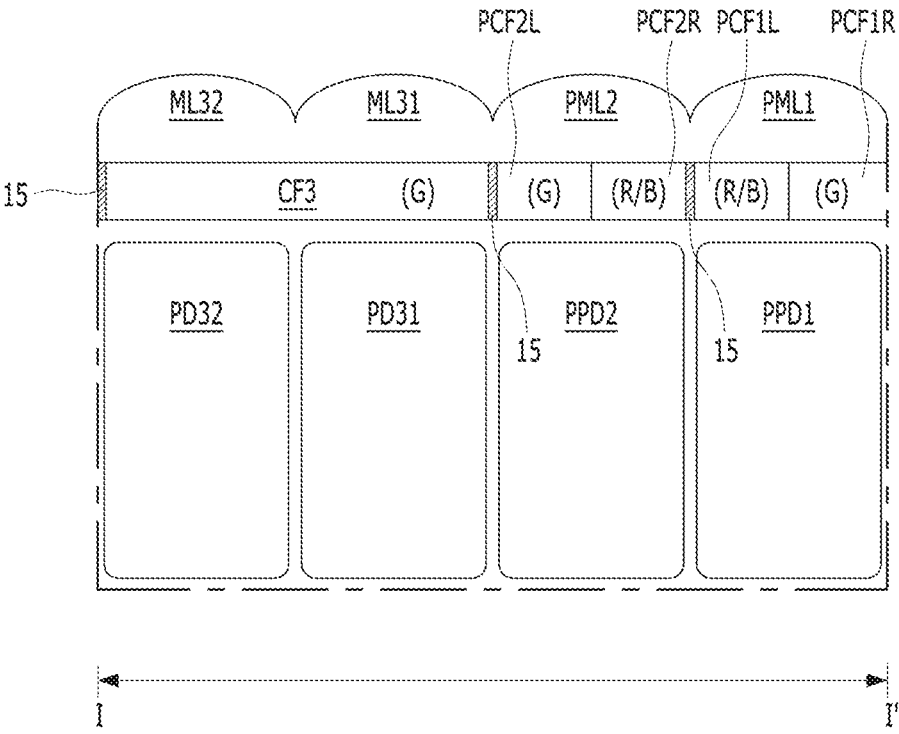 PCF2L PCF2R PCF1L PCF1R
ML32 ML31 PML2 PML1
15 CF3 (G) (G) (R/B) (R/B) (G)
PD32 PD31 PPD2 PPD1
15 15
I I'